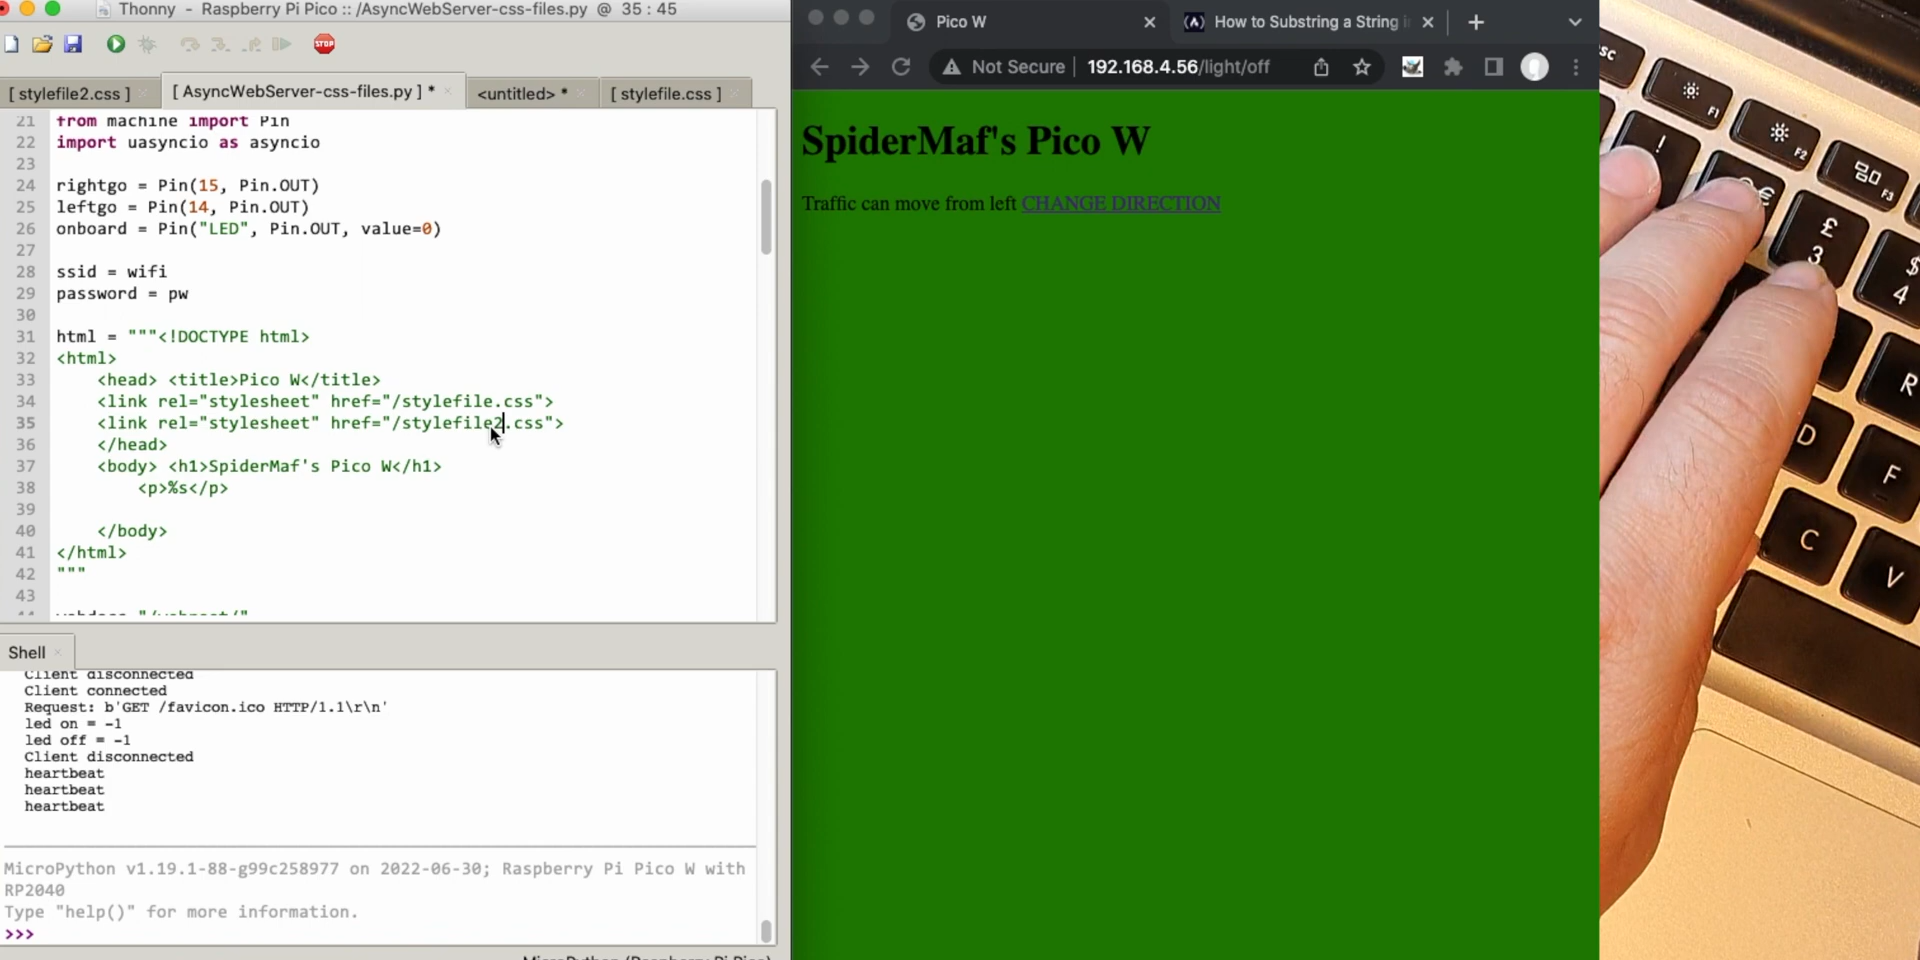 Thonny - Raspberry Pi Pico :: /AsyncWebServer-css-files.py @ 35 : 45
STOP
[ stylefile2.css ]
[ AsyncWebServer-css-files.py ] *
<untitled> *
[ stylefile.css ]
21 from machine import Pin
22 import uasyncio as asyncio
23
24 rightgo = Pin(15, Pin.OUT)
25 leftgo = Pin(14, Pin.OUT)
26 onboard = Pin("LED", Pin.OUT, value=0)
27
28 ssid = wifi
29 password = pw
30
31 html = """<!DOCTYPE html>
32 <html>
33 <head> <title>Pico W</title>
34 <link rel="stylesheet" href="/stylefile.css">
35 <link rel="stylesheet" href="/stylefile2.css">
36 </head>
37 <body> <h1>SpiderMaf's Pico W</h1>
38 <p>%s</p>
39
40 </body>
41 </html>
42 """
43
Shell
Client disconnected
Client connected
Request: b'GET /favicon.ico HTTP/1.1\r\n'
led on = -1
led off = -1
Client disconnected
heartbeat
heartbeat
heartbeat
MicroPython v1.19.1-88-g99c258977 on 2022-06-30; Raspberry Pi Pico W with
RP2040
Type "help()" for more information.
>>>
Pico W
How to Substring a String i
Not Secure
192.168.4.56/light/off
SpiderMaf's Pico W
Traffic can move from left CHANGE DIRECTION
sc
F1
F2
F3
!
€
£
3
$
4
R
D
F
C
V